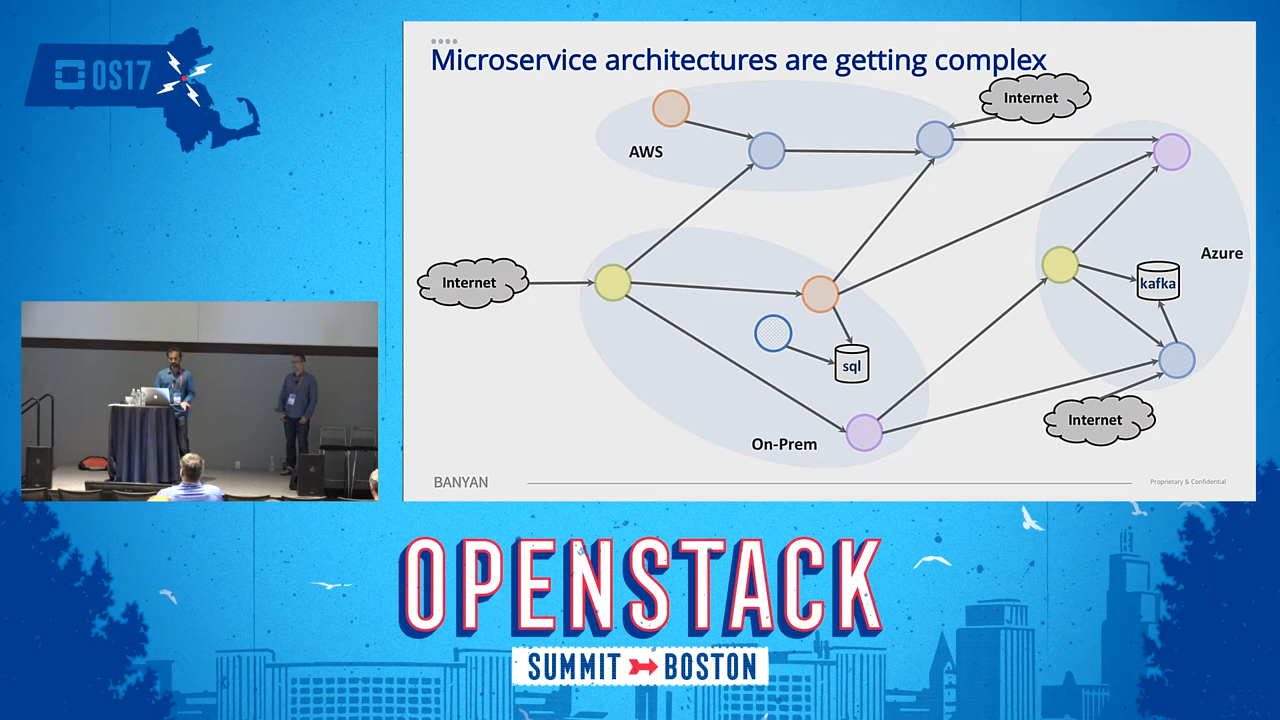 OS17
Microservice architectures are getting complex
Internet
AWS
Internet
Azure
kafka
sql
Internet
On-Prem
BANYAN
Proprietary & Confidential
OPENSTACK
SUMMIT BOSTON